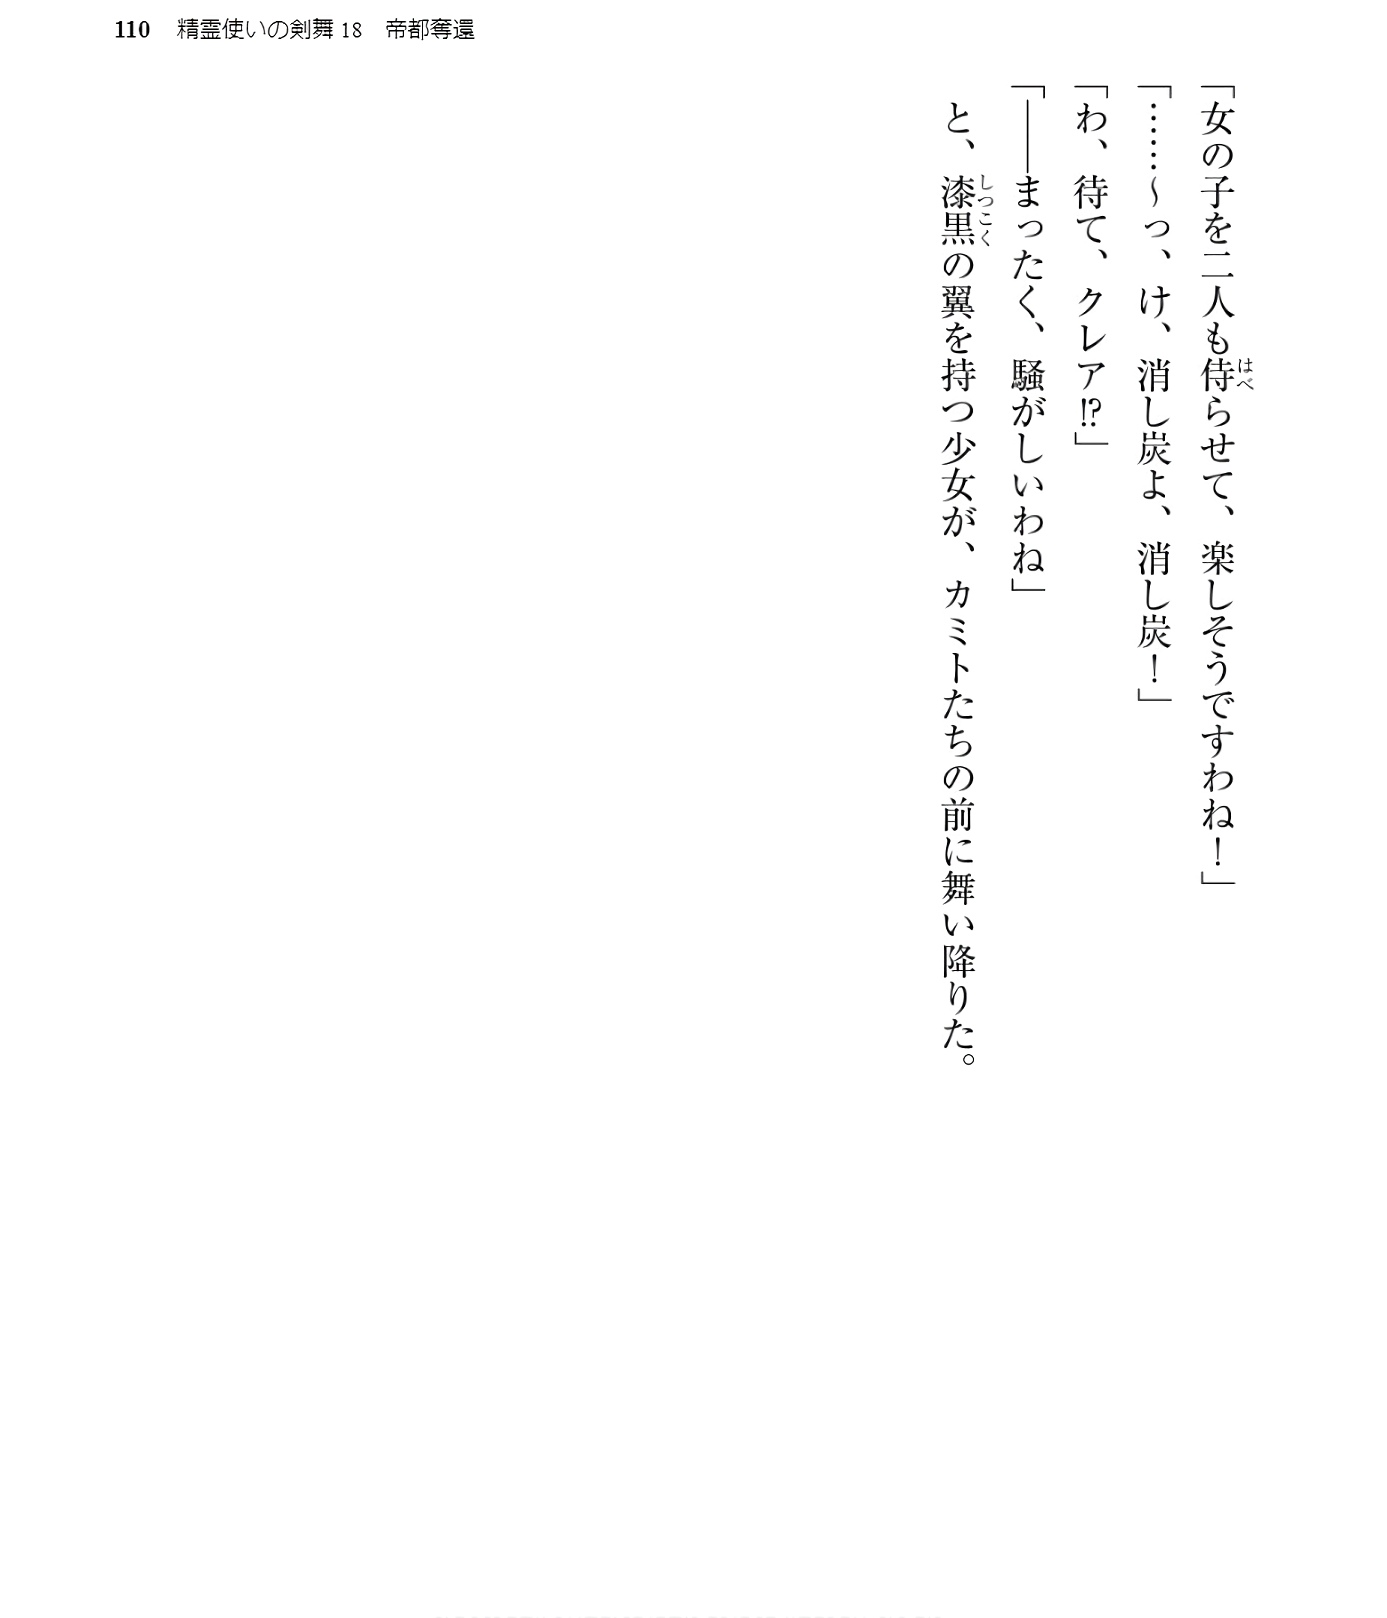 110 精霊使いの剣舞18 帝都奪還
「女の子を二人も侍らせて、楽しそうですわね！」
「……～っ、け、消し炭よ、消し炭！」
「わ、待て、クレア!?」
「――まったく、騒がしいわね」
と、漆黒の翼を持つ少女が、カミトたちの前に舞い降りた。